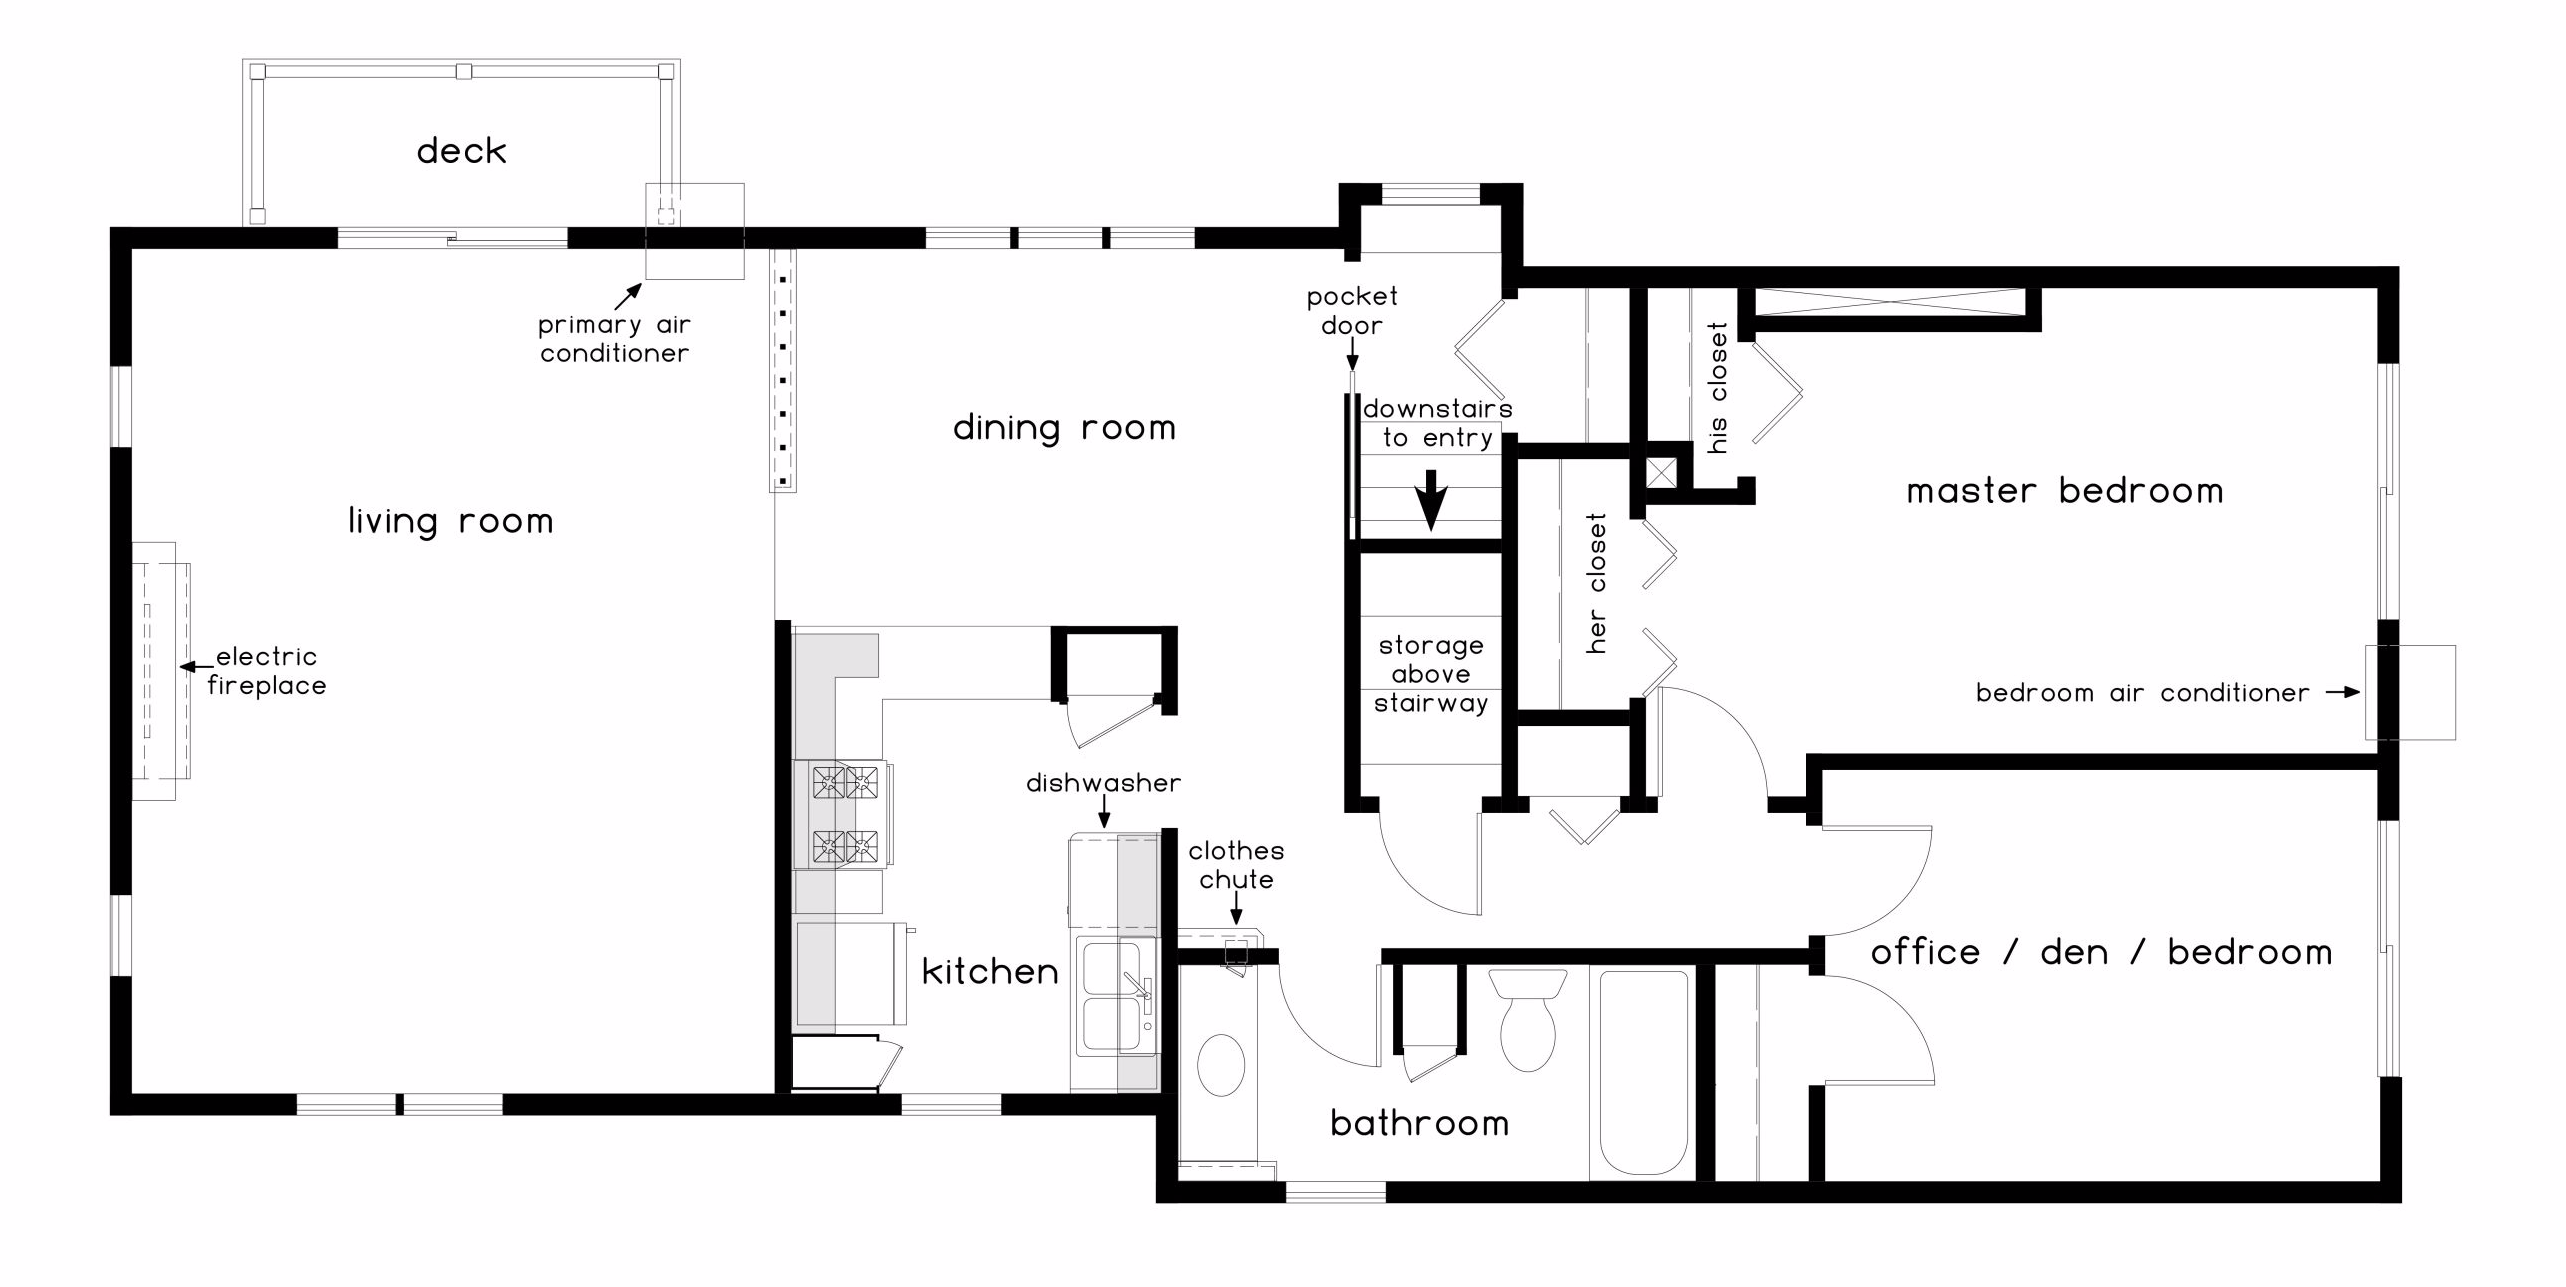 deck
primary air
conditioner
pocket
door
downstairs
to entry
his closet
dining room
living room
master bedroom
her closet
electric
fireplace
storage
above
stairway
bedroom air conditioner
dishwasher
clothes
chute
kitchen
office / den / bedroom
bathroom